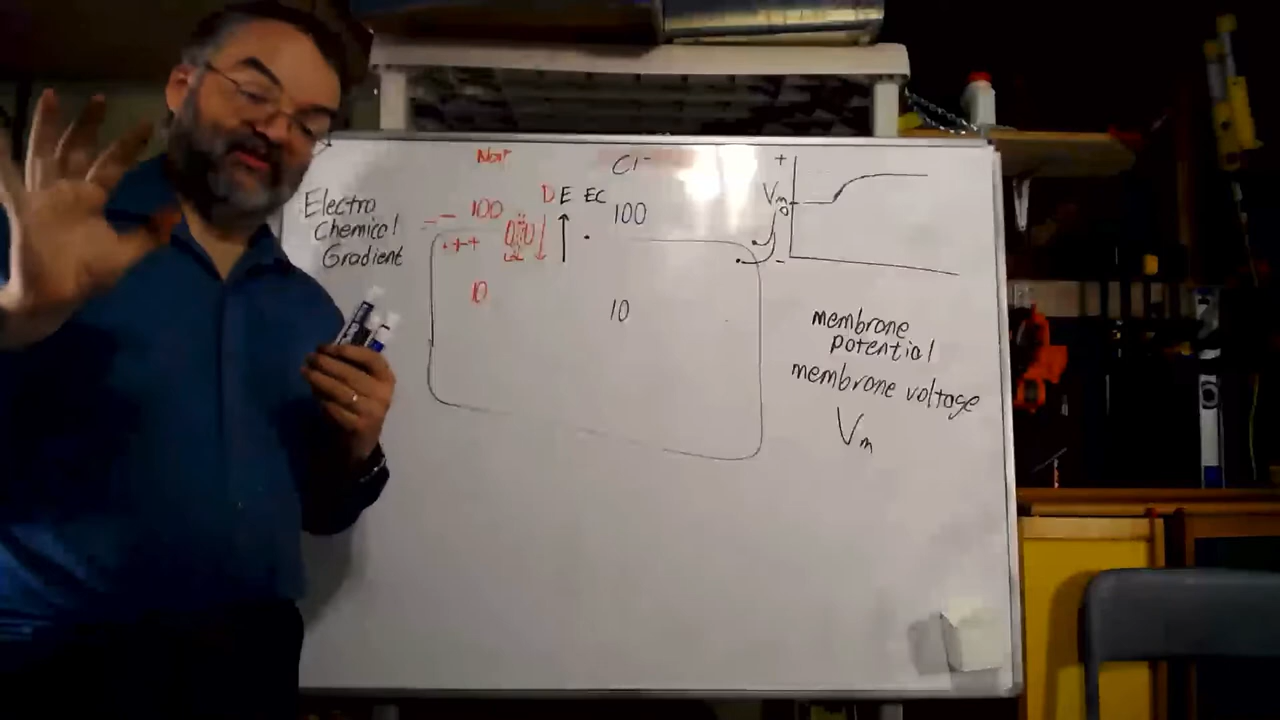 Electro
Chemical
Gradient
Na+
100
+++
10
D E EC
Cl-
100
10
+
Vm
0
-
membrane
potential
membrane voltage
Vm